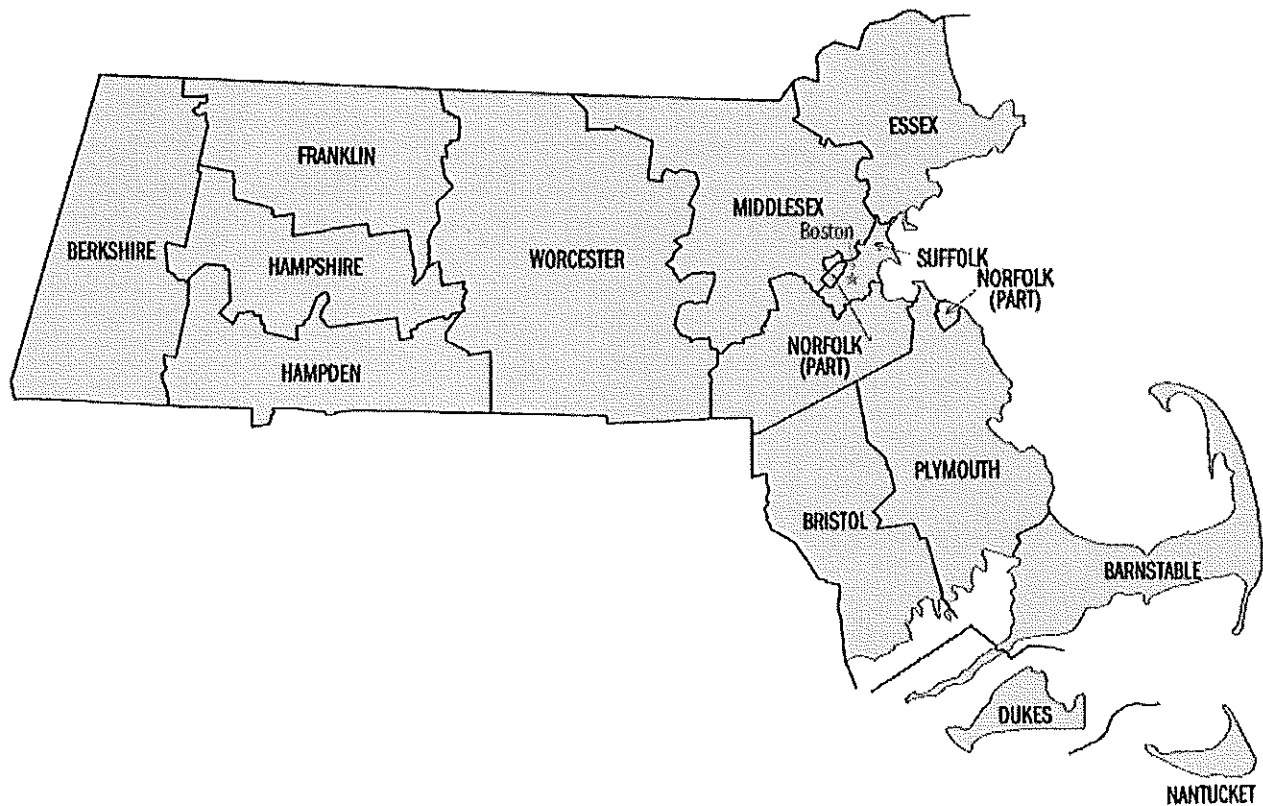 ESSEX
FRANKLIN
MIDDLESEX
Boston
BERKSHIRE
HAMPSHIRE
WORCESTER
SUFFOLK
NORFOLK
(PART)
NORFOLK
(PART)
HAMPDEN
PLYMOUTH
BRISTOL
BARNSTABLE
DUKES
NANTUCKET